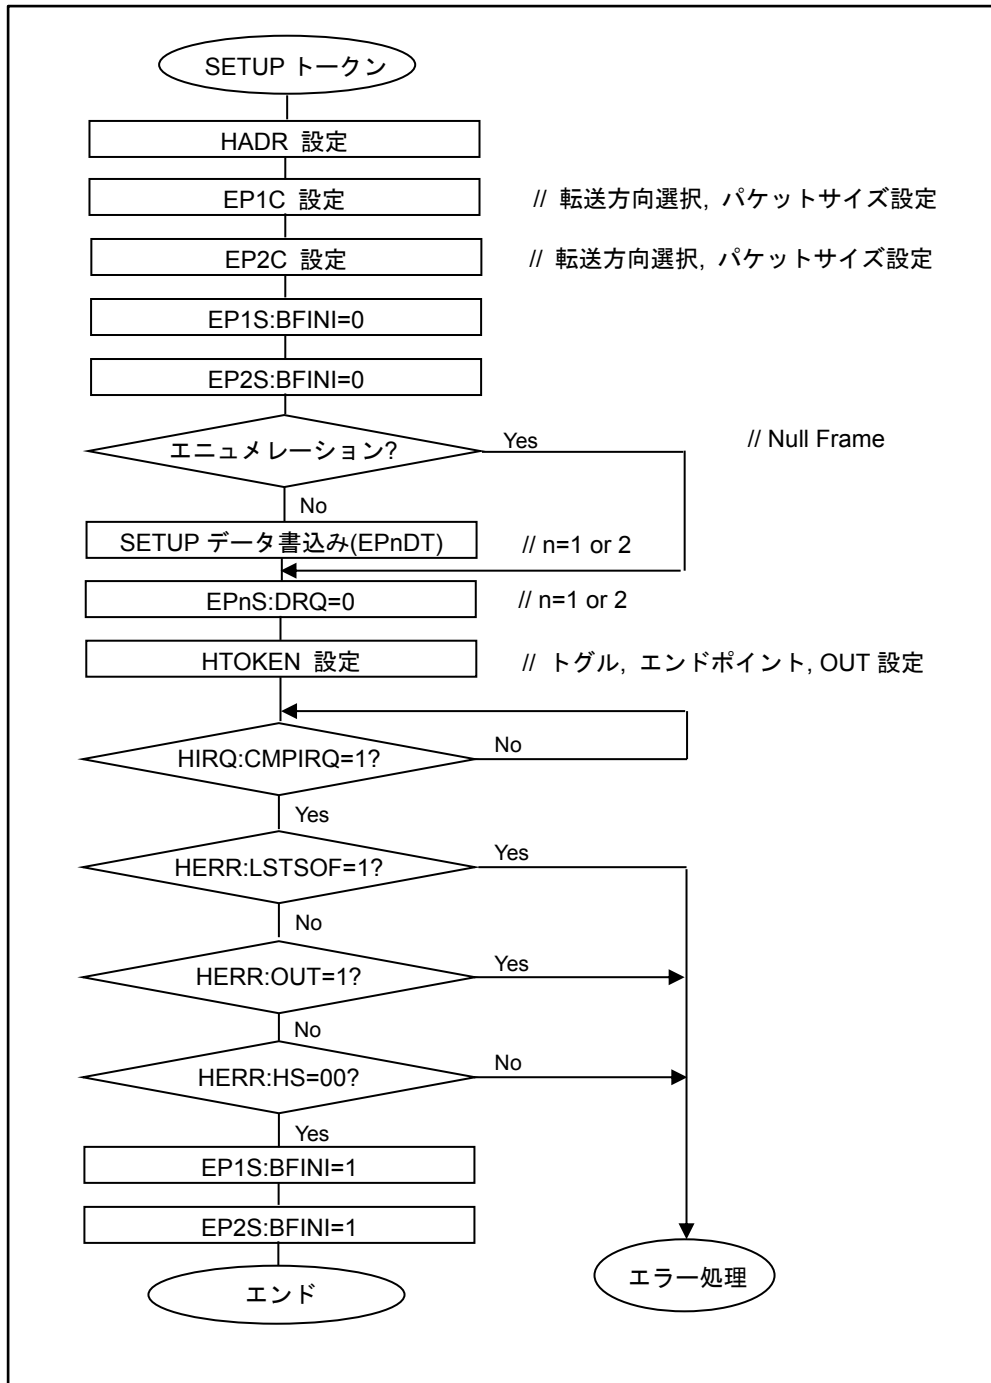 SETUP トークン
HADR 設定
EP1C 設定
// 転送方向選択, パケットサイズ設定
EP2C 設定
// 転送方向選択, パケットサイズ設定
EP1S:BFINI=0
EP2S:BFINI=0
エニュメレーション?
Yes
// Null Frame
No
SETUP データ書込み(EPnDT)
// n=1 or 2
EPnS:DRQ=0
// n=1 or 2
HTOKEN 設定
// トグル, エンドポイント, OUT 設定
HIRQ:CMPIRQ=1?
No
Yes
HERR:LSTSOF=1?
Yes
No
HERR:OUT=1?
Yes
No
HERR:HS=00?
No
Yes
EP1S:BFINI=1
EP2S:BFINI=1
エンド
エラー処理